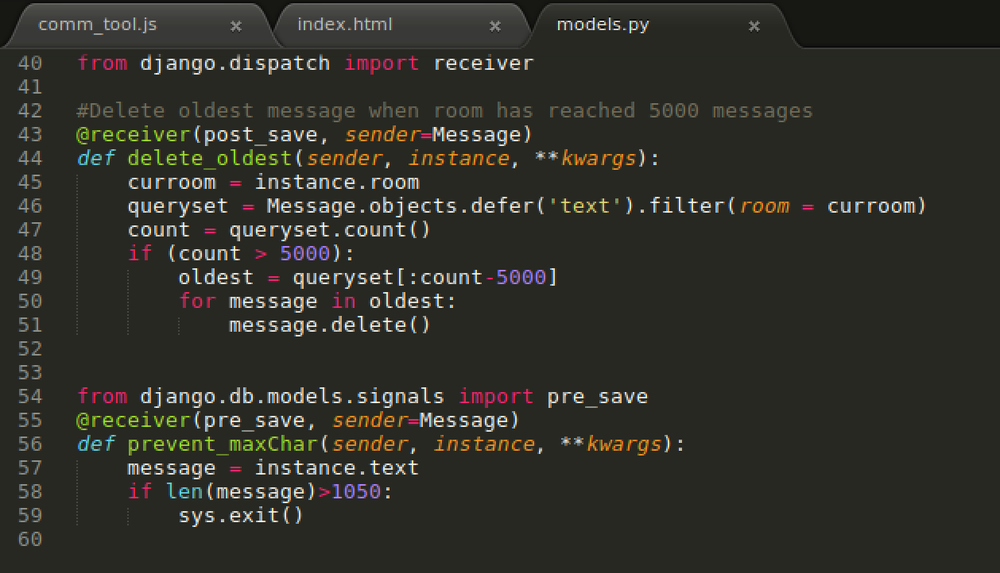 comm_tool.js × index.html × models.py ×
40 from django.dispatch import receiver
41
42 #Delete oldest message when room has reached 5000 messages
43 @receiver(post_save, sender=Message)
44 def delete_oldest(sender, instance, **kwargs):
45     curroom = instance.room
46     queryset = Message.objects.defer('text').filter(room = curroom)
47     count = queryset.count()
48     if (count > 5000):
49         oldest = queryset[:count-5000]
50         for message in oldest:
51             message.delete()
52
53
54 from django.db.models.signals import pre_save
55 @receiver(pre_save, sender=Message)
56 def prevent_maxChar(sender, instance, **kwargs):
57     message = instance.text
58     if len(message)>1050:
59         sys.exit()
60